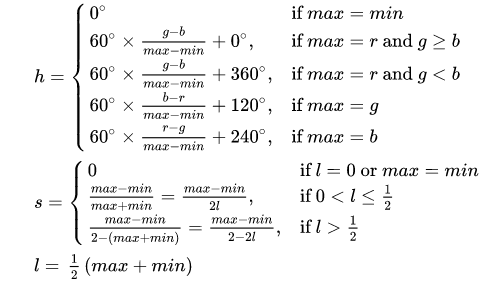 h = { 0° if max = min
60° × (g−b)/(max−min) + 0°, if max = r and g ≥ b
60° × (g−b)/(max−min) + 360°, if max = r and g < b
60° × (b−r)/(max−min) + 120°, if max = g
60° × (r−g)/(max−min) + 240°, if max = b
s = { 0 if l = 0 or max = min
(max−min)/(max+min) = (max−min)/(2l), if 0 < l ≤ 1/2
(max−min)/(2−(max+min)) = (max−min)/(2−2l), if l > 1/2
l = 1/2 (max + min)